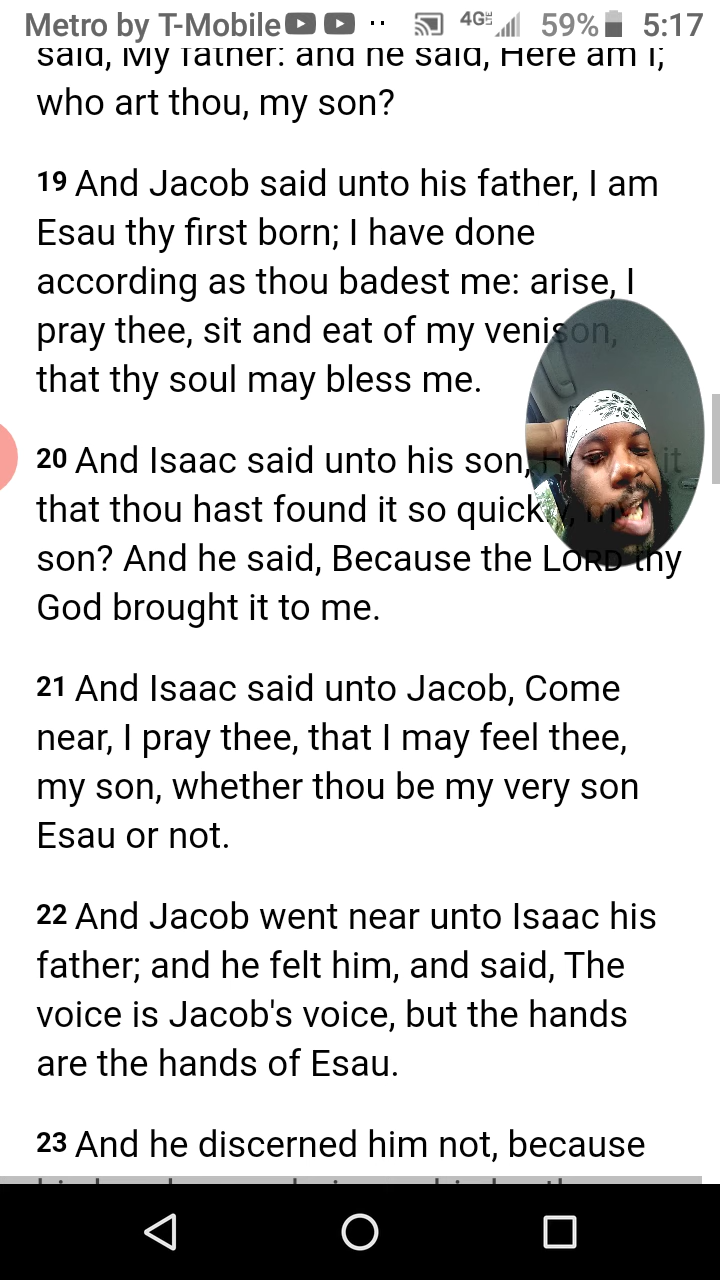 Metro by T-Mobile 4G LTE 59% 5:17
said, My father: and he said, Here am I;
who art thou, my son?
19 And Jacob said unto his father, I am
Esau thy first born; I have done
according as thou badest me: arise, I
pray thee, sit and eat of my venison,
that thy soul may bless me.
20 And Isaac said unto his son, it
that thou hast found it so quickly, my
son? And he said, Because the LORD thy
God brought it to me.
21 And Isaac said unto Jacob, Come
near, I pray thee, that I may feel thee,
my son, whether thou be my very son
Esau or not.
22 And Jacob went near unto Isaac his
father; and he felt him, and said, The
voice is Jacob's voice, but the hands
are the hands of Esau.
23 And he discerned him not, because